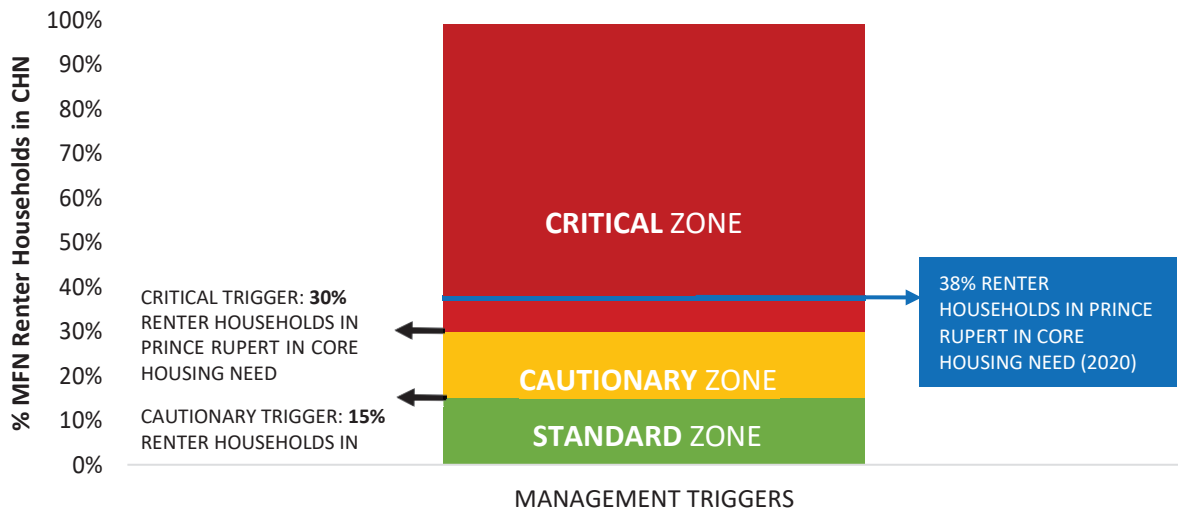 % MFN Renter Households in CHN
100%
90%
80%
70%
60%
50%
40%
30%
20%
10%
0%
CRITICAL TRIGGER: 30%
RENTER HOUSEHOLDS IN
PRINCE RUPERT IN CORE
HOUSING NEED
CAUTIONARY TRIGGER: 15%
RENTER HOUSEHOLDS IN
CRITICAL ZONE
CAUTIONARY ZONE
STANDARD ZONE
38% RENTER
HOUSEHOLDS IN PRINCE
RUPERT IN CORE
HOUSING NEED (2020)
MANAGEMENT TRIGGERS